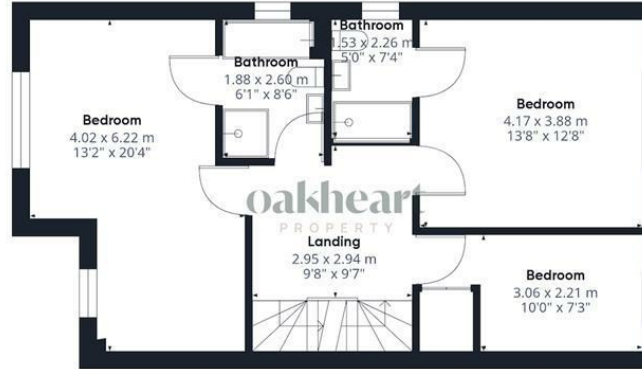 Bathroom
1.53 x 2.26 m
5'0" x 7'4"
Bathroom
1.88 x 2.60 m
6'1" x 8'6"
Bedroom
4.02 x 6.22 m
13'2" x 20'4"
Bedroom
4.17 x 3.88 m
13'8" x 12'8"
oakheart
PROPERTY
Landing
2.95 x 2.94 m
9'8" x 9'7"
Bedroom
3.06 x 2.21 m
10'0" x 7'3"